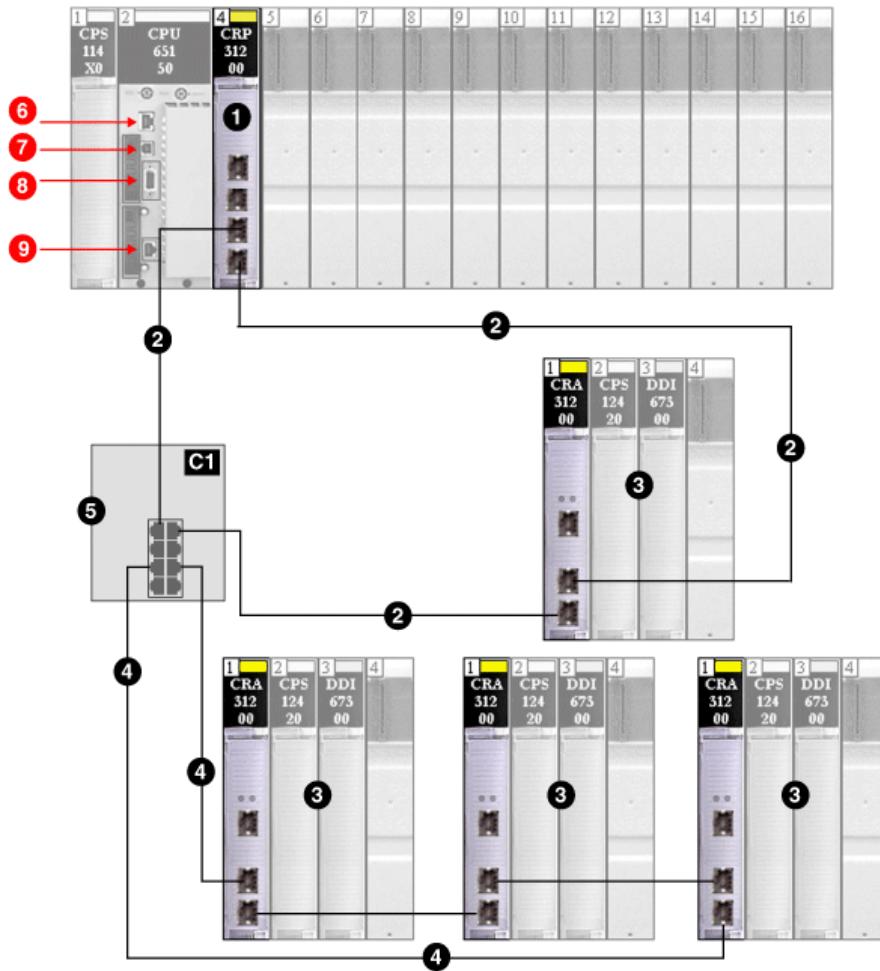 1 2 4 5 6 7 8 9 10 11 12 13 14 15 16
CPS CPU CRP
114 651 312
X0 50 00
1
6
7
8
9
2
2
1 2 3 4
CRA CPS DDI
312 124 673
00 20 00
2
C1
3
5
2
4
1 2 3 4 1 2 3 4 1 2 3 4
CRA CPS DDI CRA CPS DDI CRA CPS DDI
312 124 673 312 124 673 312 124 673
00 20 00 00 20 00 00 20 00
4
3 3 3
4